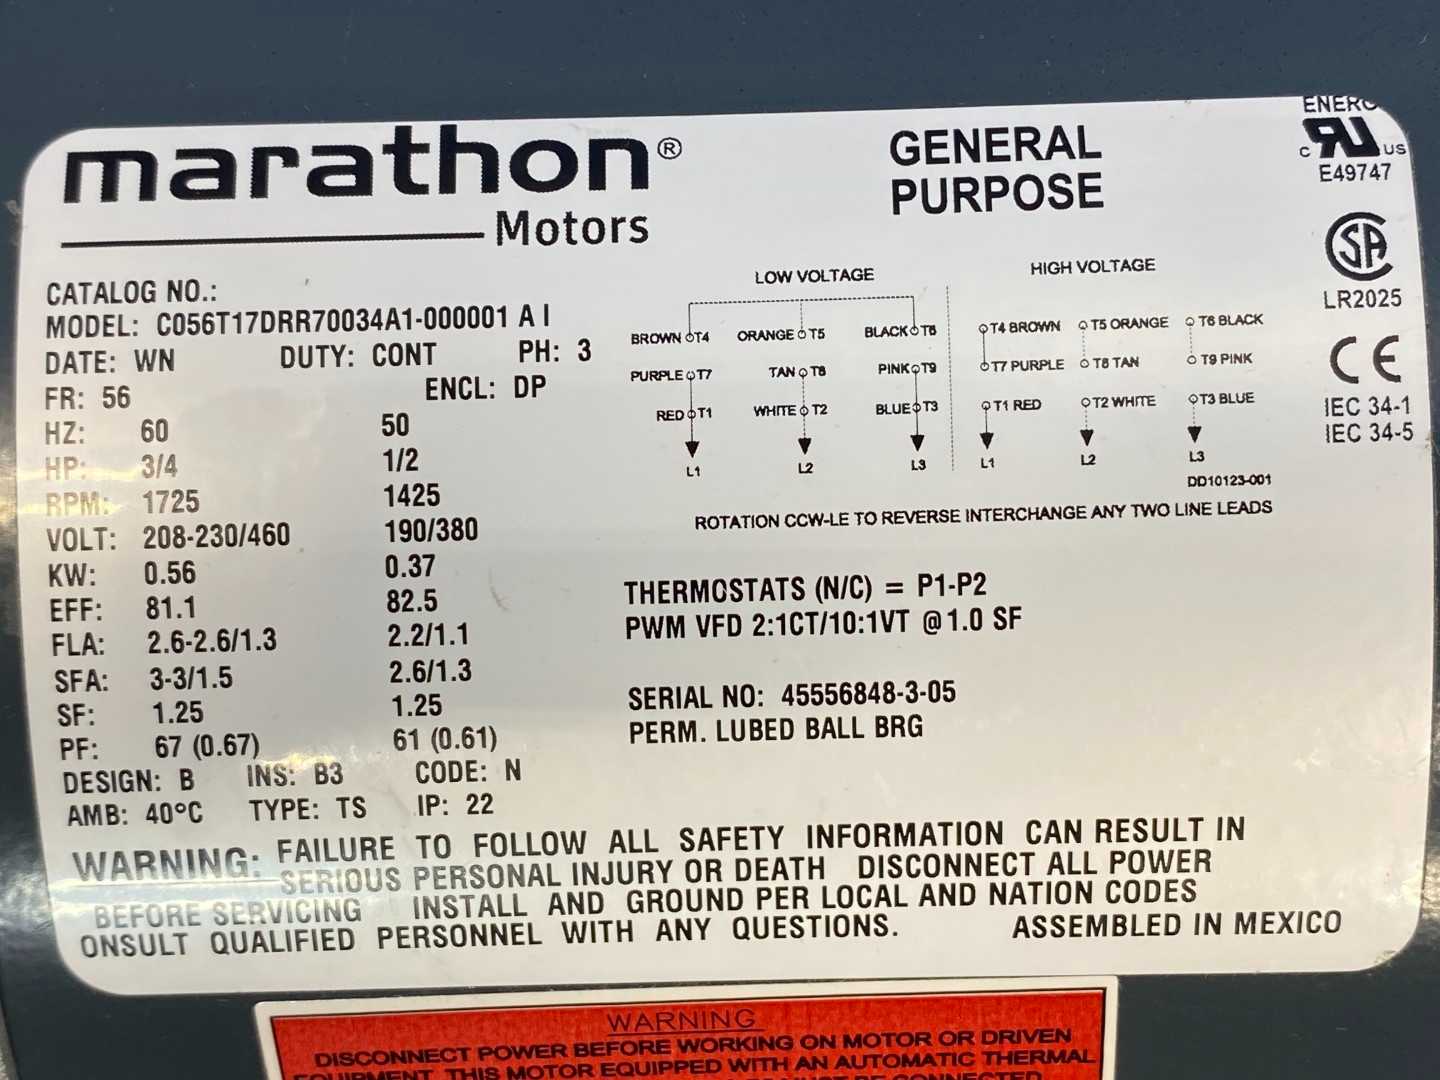 marathon®
Motors
GENERAL
PURPOSE
c US
E49747
LR2025
CE
IEC 34-1
IEC 34-5
CATALOG NO.:
MODEL: C056T17DRR70034A1-000001 A I
DATE: WN DUTY: CONT PH: 3
FR: 56 ENCL: DP
HZ: 60 50
HP: 3/4 1/2
RPM: 1725 1425
VOLT: 208-230/460 190/380
KW: 0.56 0.37
EFF: 81.1 82.5
FLA: 2.6-2.6/1.3 2.2/1.1
SFA: 3-3/1.5 2.6/1.3
SF: 1.25 1.25
PF: 67 (0.67) 61 (0.61)
DESIGN: B INS: B3 CODE: N
AMB: 40°C TYPE: TS IP: 22
LOW VOLTAGE HIGH VOLTAGE
BROWN T4 ORANGE T5 BLACK T6 T4 BROWN T5 ORANGE T6 BLACK
PURPLE T7 TAN T8 PINK T9 T7 PURPLE T8 TAN T9 PINK
RED T1 WHITE T2 BLUE T3 T1 RED T2 WHITE T3 BLUE
L1 L2 L3 L1 L2 L3
DD10123-001
ROTATION CCW-LE TO REVERSE INTERCHANGE ANY TWO LINE LEADS
THERMOSTATS (N/C) = P1-P2
PWM VFD 2:1CT/10:1VT @ 1.0 SF
SERIAL NO: 45556848-3-05
PERM. LUBED BALL BRG
WARNING: FAILURE TO FOLLOW ALL SAFETY INFORMATION CAN RESULT IN
SERIOUS PERSONAL INJURY OR DEATH DISCONNECT ALL POWER
BEFORE SERVICING INSTALL AND GROUND PER LOCAL AND NATION CODES
ONSULT QUALIFIED PERSONNEL WITH ANY QUESTIONS. ASSEMBLED IN MEXICO
WARNING
DISCONNECT POWER BEFORE WORKING ON MOTOR OR DRIVEN
EQUIPMENT. THIS MOTOR EQUIPPED WITH AN AUTOMATIC THERMAL